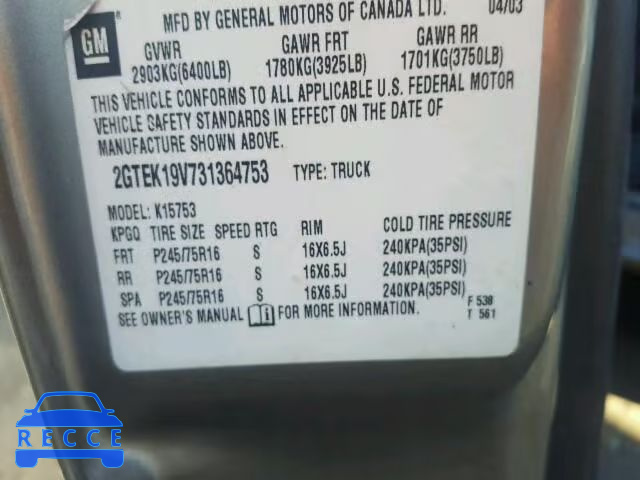 MFD BY GENERAL MOTORS OF CANADA LTD. 04/03
GM
GVWR GAWR FRT GAWR RR
2903KG(6400LB) 1780KG(3925LB) 1701KG(3750LB)
THIS VEHICLE CONFORMS TO ALL APPLICABLE U.S. FEDERAL MOTOR
VEHICLE SAFETY STANDARDS IN EFFECT ON THE DATE OF
MANUFACTURE SHOWN ABOVE.
2GTEK19V731364753 TYPE: TRUCK
MODEL: K15753
KPGQ TIRE SIZE SPEED RTG RIM COLD TIRE PRESSURE
FRT P245/75R16 S 16X6.5J 240KPA(35PSI)
RR P245/75R16 S 16X6.5J 240KPA(35PSI)
SPA P245/75R16 S 16X6.5J 240KPA(35PSI)
SEE OWNER'S MANUAL FOR MORE INFORMATION.
F 538
T 561
RECCE